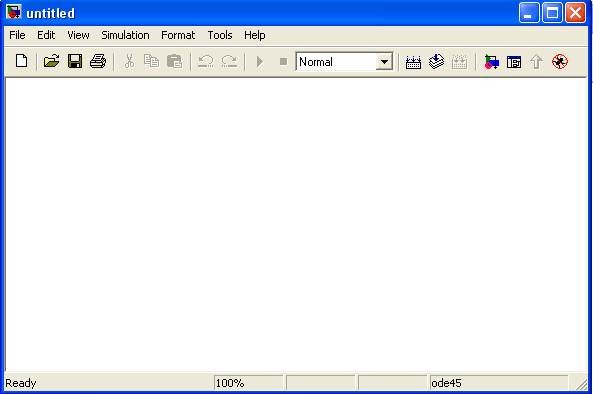 untitled
File Edit View Simulation Format Tools Help
Normal
Ready 100% ode45